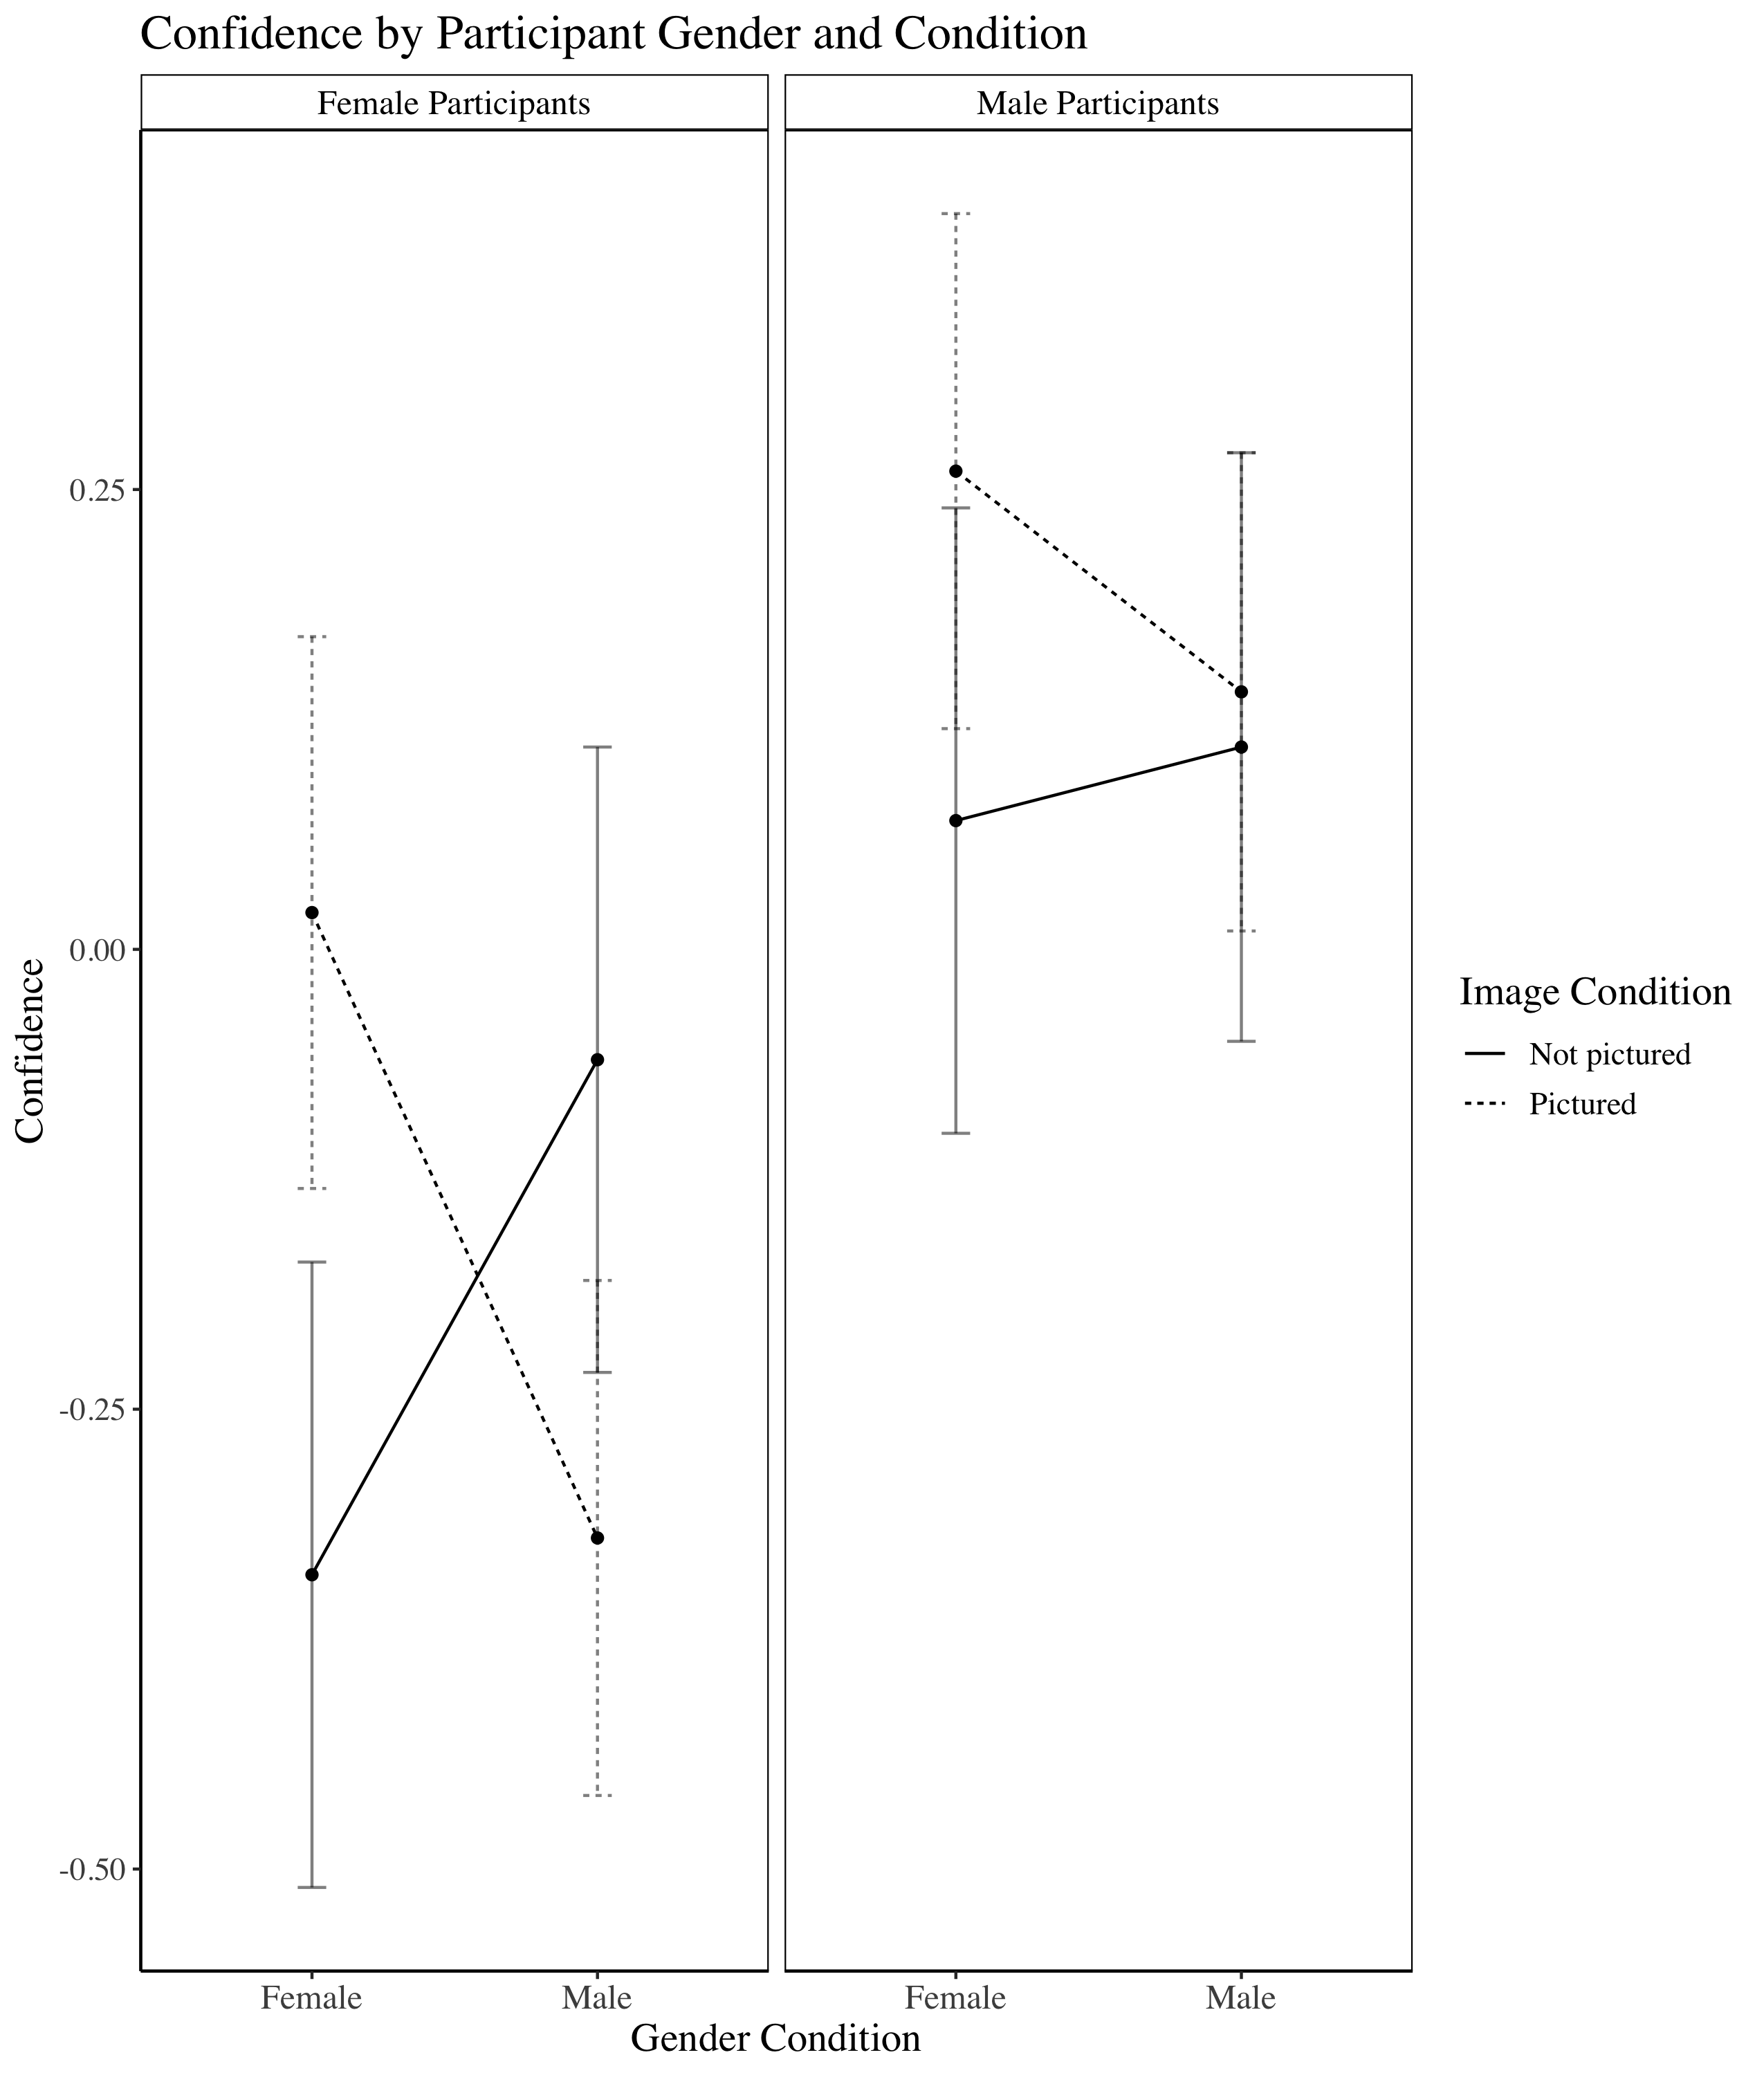 Confidence by Participant Gender and Condition
Female Participants
Male Participants
0.25
0.00
-0.25
-0.50
Confidence
Female
Male
Female
Male
Gender Condition
Image Condition
Not pictured
Pictured